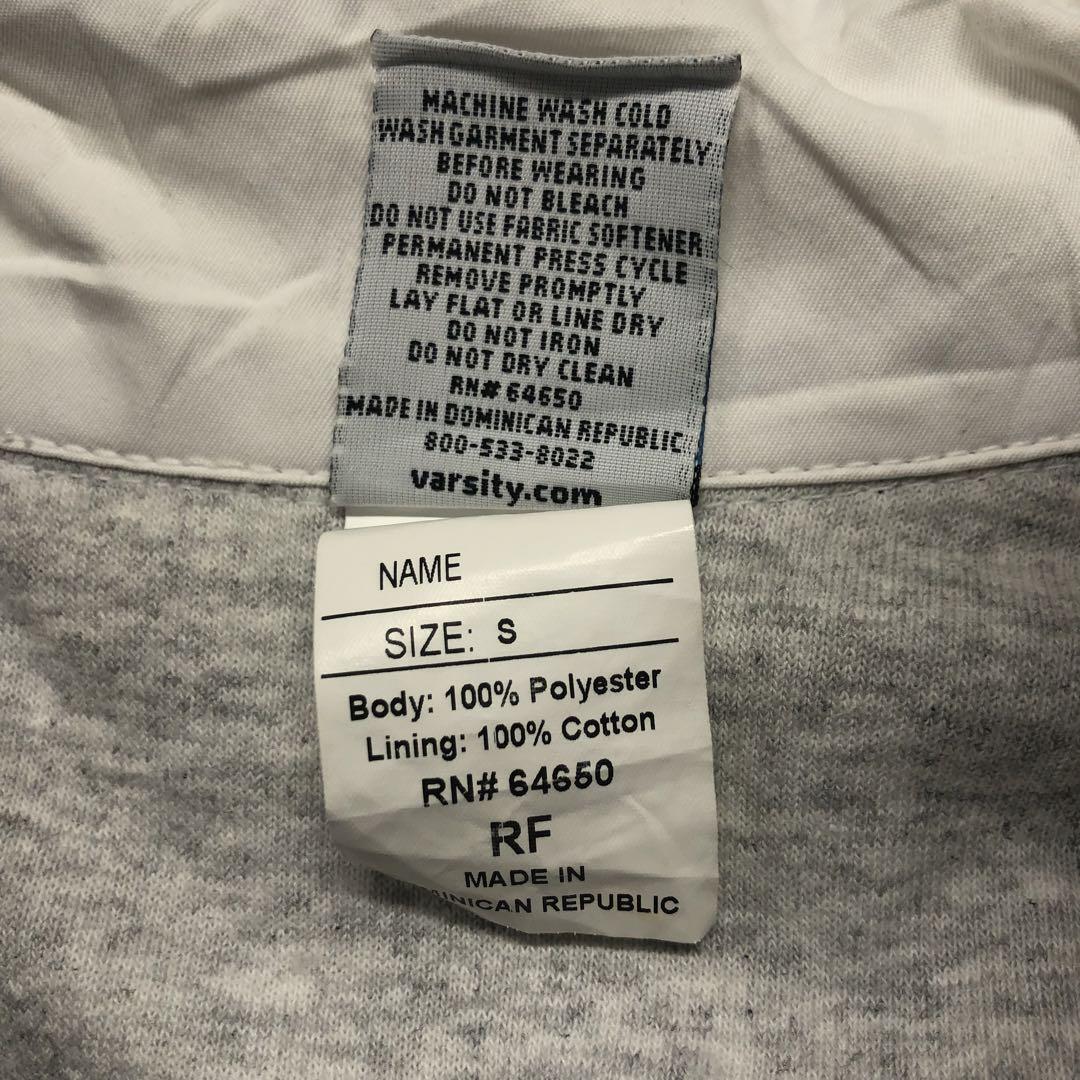 MACHINE WASH COLD
WASH GARMENT SEPARATELY
BEFORE WEARING
DO NOT BLEACH
DO NOT USE FABRIC SOFTENER
PERMANENT PRESS CYCLE
REMOVE PROMPTLY
LAY FLAT OR LINE DRY
DO NOT IRON
DO NOT DRY CLEAN
RN# 64650
MADE IN DOMINICAN REPUBLIC
800-533-8022
varsity.com
NAME
SIZE: S
Body: 100% Polyester
Lining: 100% Cotton
RN# 64650
RF
MADE IN
REPUBLIC